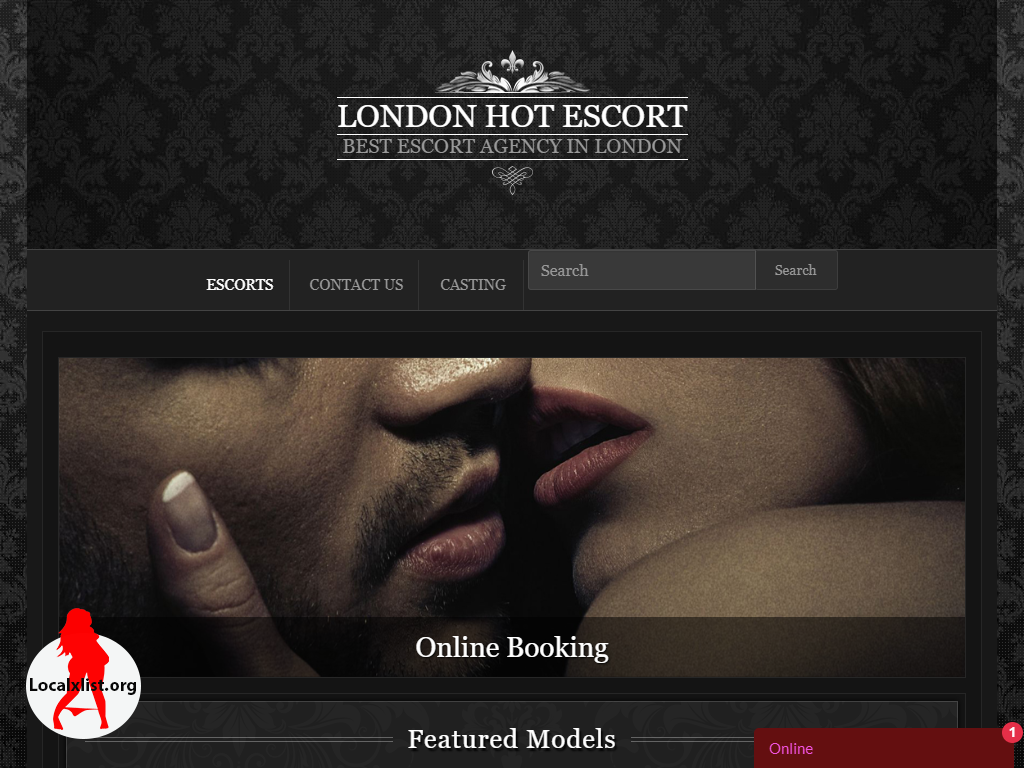 LONDON HOT ESCORT
BEST ESCORT AGENCY IN LONDON
ESCORTS
CONTACT US
CASTING
Search
Search
Online Booking
Localxlist.org
Featured Models
1
Online